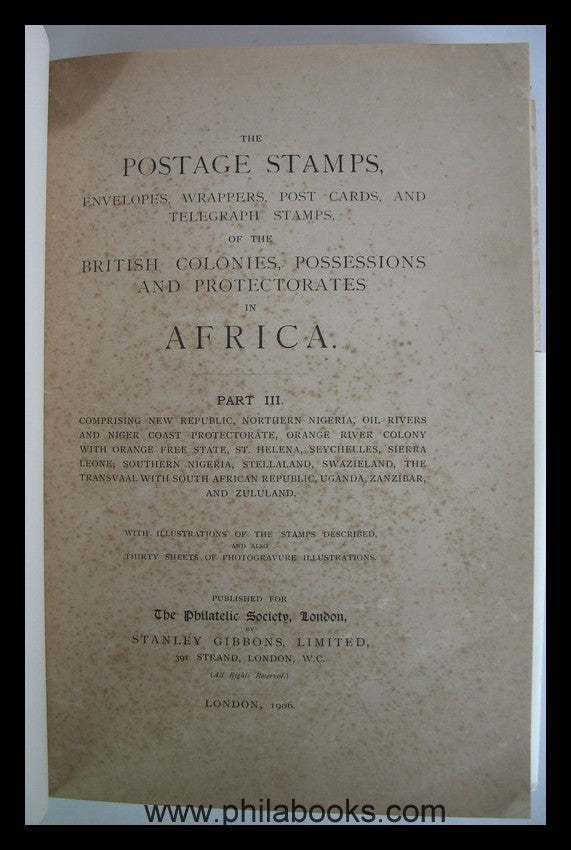 THE
POSTAGE STAMPS,
ENVELOPES, WRAPPERS, POST CARDS, AND
TELEGRAPH STAMPS,
OF THE
BRITISH COLONIES, POSSESSIONS
AND PROTECTORATES
IN
AFRICA.
PART III.
COMPRISING NEW REPUBLIC, NORTHERN NIGERIA, OIL RIVERS
AND NIGER COAST PROTECTORATE, ORANGE RIVER COLONY
WITH ORANGE FREE STATE, ST. HELENA, SEYCHELLES, SIERRA
LEONE, SOUTHERN NIGERIA, STELLALAND, SWAZIELAND, THE
TRANSVAAL WITH SOUTH AFRICAN REPUBLIC, UGANDA, ZANZIBAR,
AND ZULULAND.
WITH ILLUSTRATIONS OF THE STAMPS DESCRIBED,
AND ALSO
THIRTY SHEETS OF PHOTOGRAVURE ILLUSTRATIONS.
PUBLISHED FOR
The Philatelic Society, London,
BY
STANLEY GIBBONS, LIMITED,
391 STRAND, LONDON, W.C.
(All Rights Reserved.)
LONDON, 1906.
www.philabooks.com